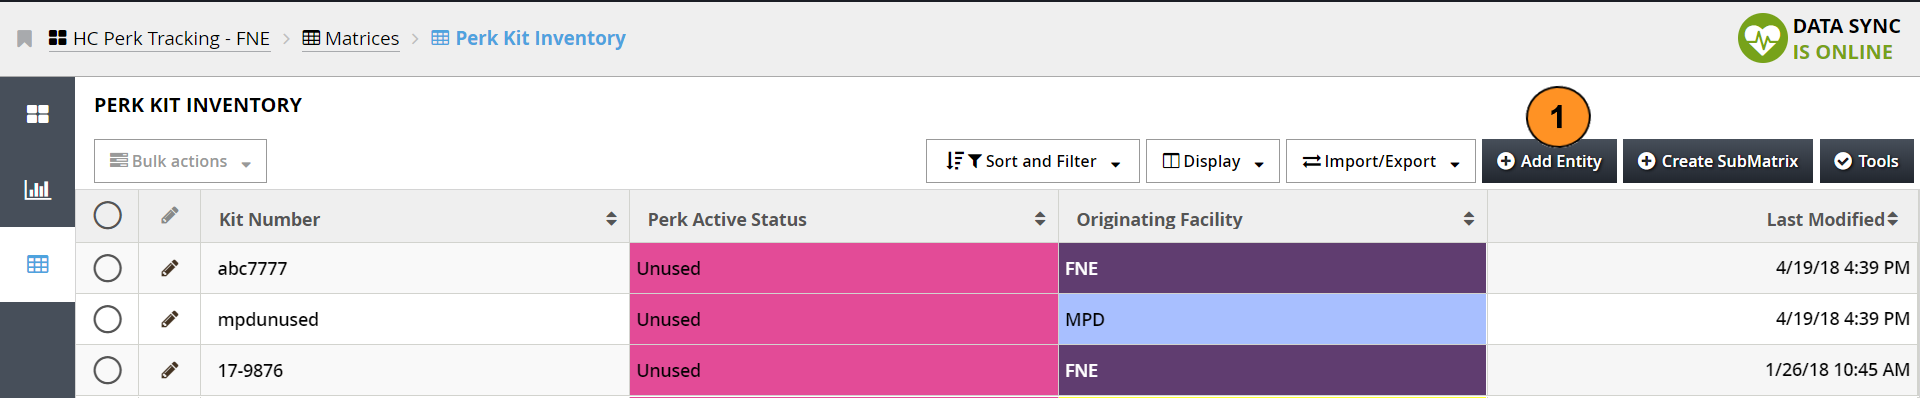 HC Perk Tracking - FNE > Matrices > Perk Kit Inventory
DATA SYNC
IS ONLINE
PERK KIT INVENTORY
1
Bulk actions
Sort and Filter
Display
Import/Export
Add Entity
Create SubMatrix
Tools
Kit Number Perk Active Status Originating Facility Last Modified
abc7777 Unused FNE 4/19/18 4:39 PM
mpdunused Unused MPD 4/19/18 4:39 PM
17-9876 Unused FNE 1/26/18 10:45 AM